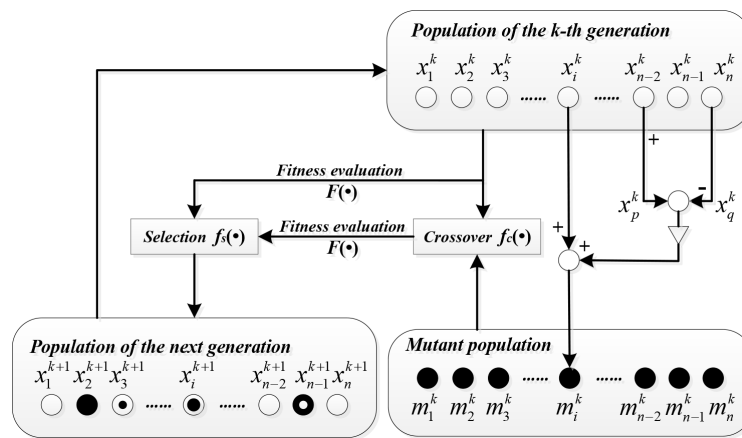 Population of the k-th generation
x_1^k x_2^k x_3^k x_i^k x_{n-2}^k x_{n-1}^k x_n^k
...... ......
+
-
Fitness evaluation
F(•)
x_p^k x_q^k
Selection f_s(•)
Fitness evaluation
F(•)
Crossover f_c(•)
+
+
Population of the next generation
x_1^{k+1} x_2^{k+1} x_3^{k+1} x_i^{k+1} x_{n-2}^{k+1} x_{n-1}^{k+1} x_n^{k+1}
...... ......
Mutant population
...... ......
m_1^k m_2^k m_3^k m_i^k m_{n-2}^k m_{n-1}^k m_n^k